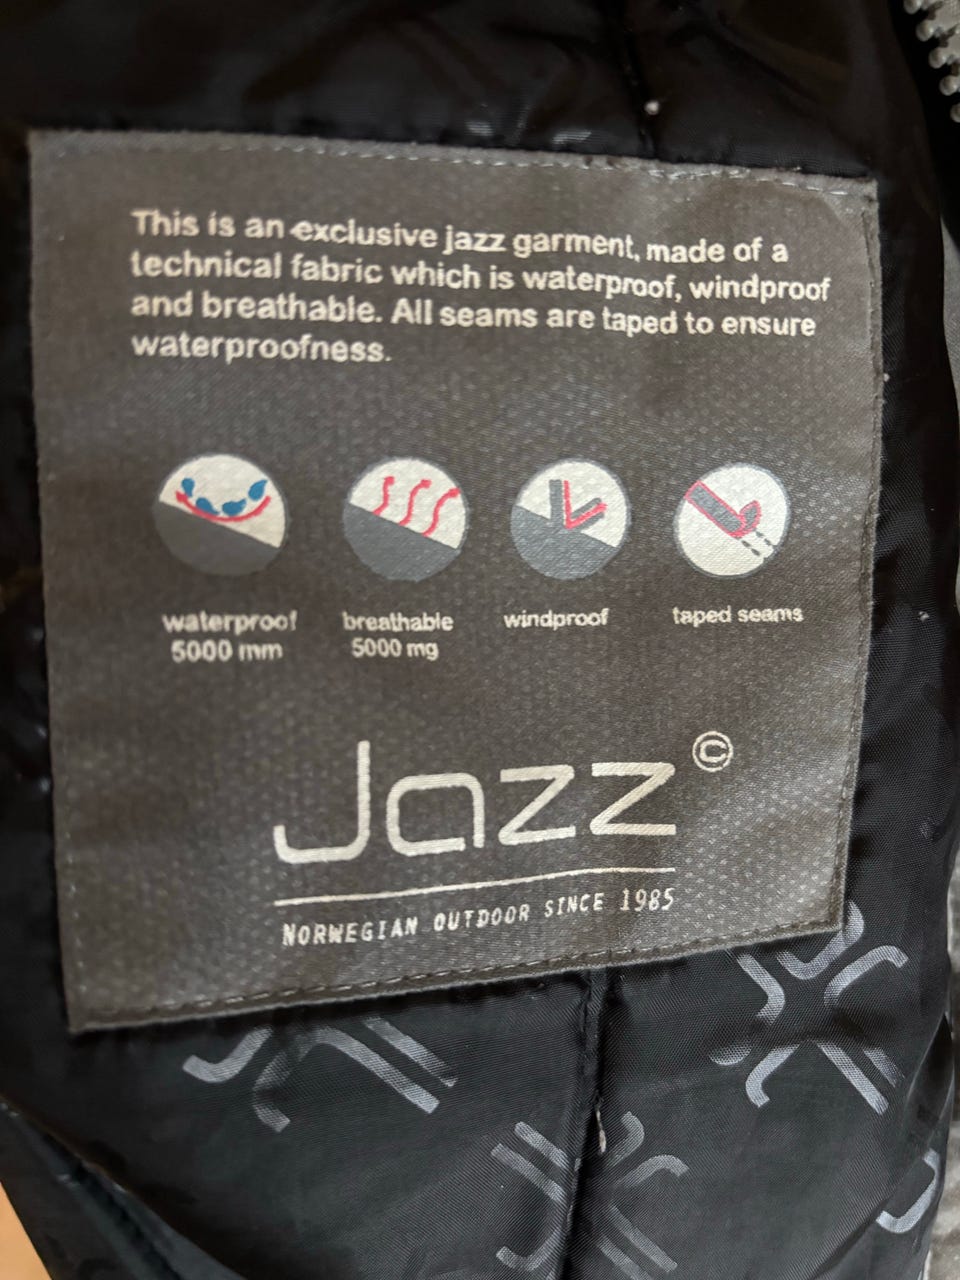 This is an exclusive jazz garment, made of a
technical fabric which is waterproof, windproof
and breathable. All seams are taped to ensure
waterproofness.
waterproof
5000 mm
breathable
5000 mg
windproof
taped seams
Jazz ©
NORWEGIAN OUTDOOR SINCE 1985